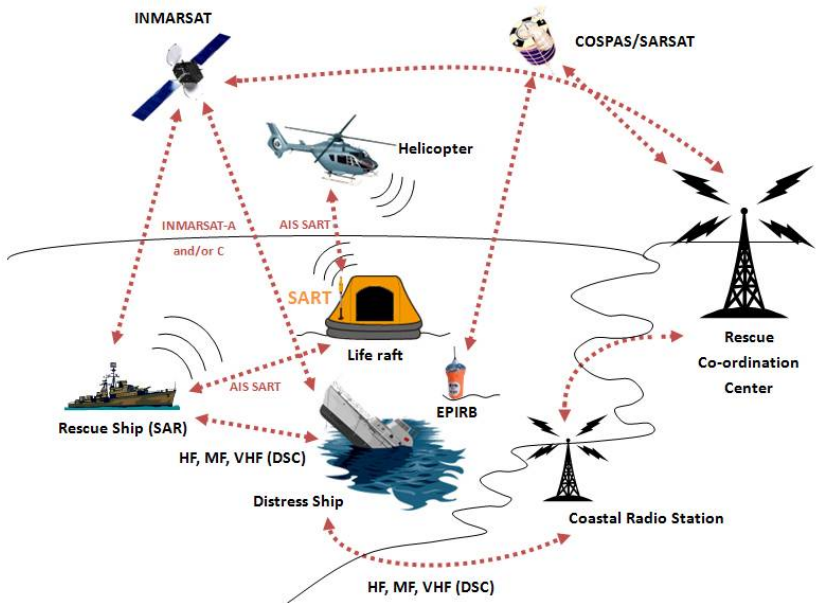 INMARSAT
COSPAS/SARSAT
Helicopter
INMARSAT-A
and/or C
AIS SART
SART
Life raft
Rescue
Co-ordination
Center
AIS SART
EPIRB
Rescue Ship (SAR)
HF, MF, VHF (DSC)
Distress Ship
Coastal Radio Station
HF, MF, VHF (DSC)